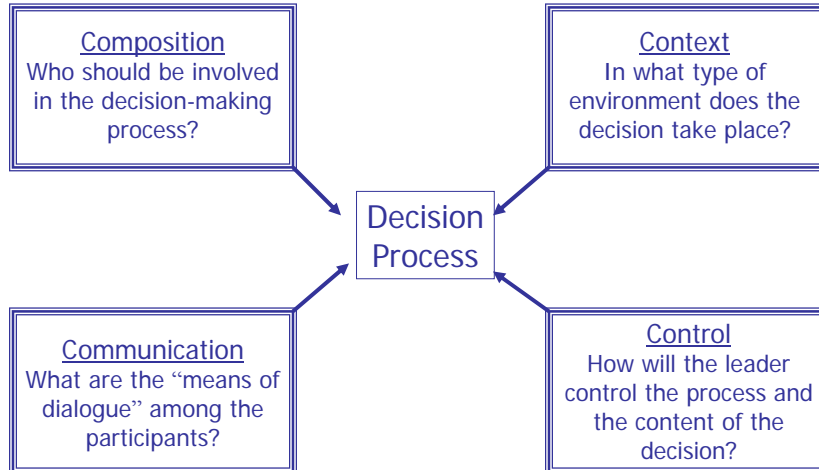 Composition
Who should be involved
in the decision-making
process?
Context
In what type of
environment does the
decision take place?
Decision
Process
Communication
What are the “means of
dialogue” among the
participants?
Control
How will the leader
control the process and
the content of the
decision?